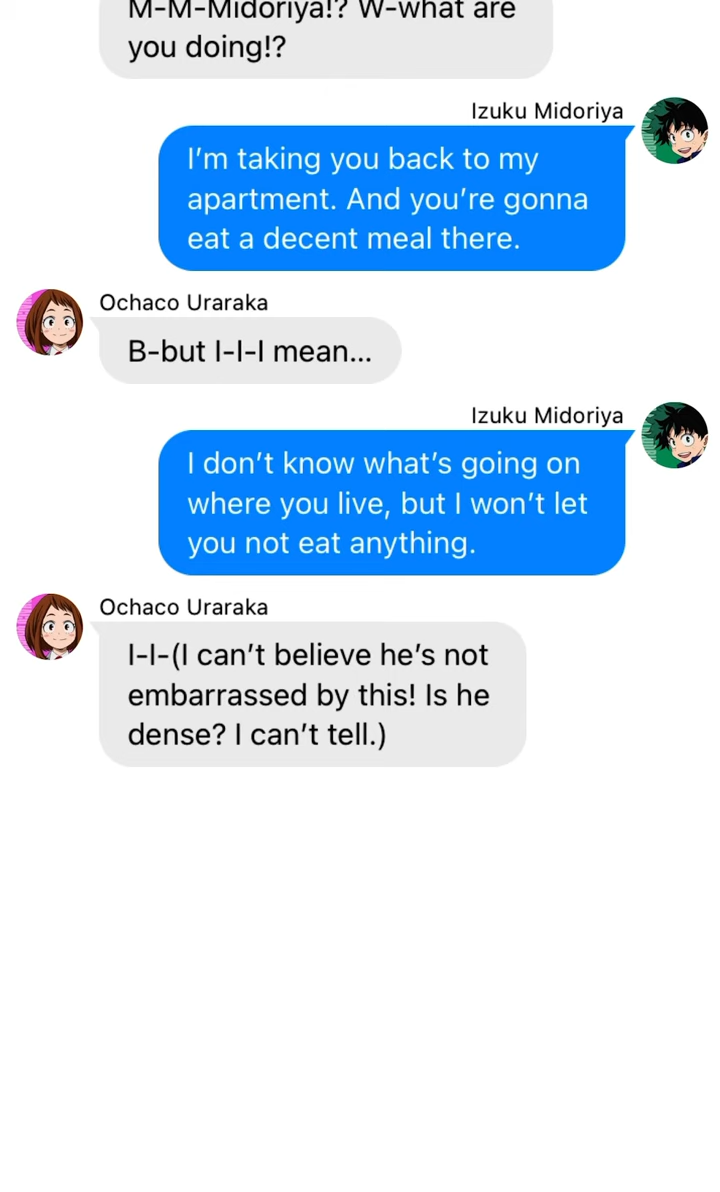 M-M-Midoriya!? W-what are
you doing!?
Izuku Midoriya
I’m taking you back to my
apartment. And you’re gonna
eat a decent meal there.
Ochaco Uraraka
B-but I-I-I mean...
Izuku Midoriya
I don’t know what’s going on
where you live, but I won’t let
you not eat anything.
Ochaco Uraraka
I-I-(I can’t believe he’s not
embarrassed by this! Is he
dense? I can’t tell.)